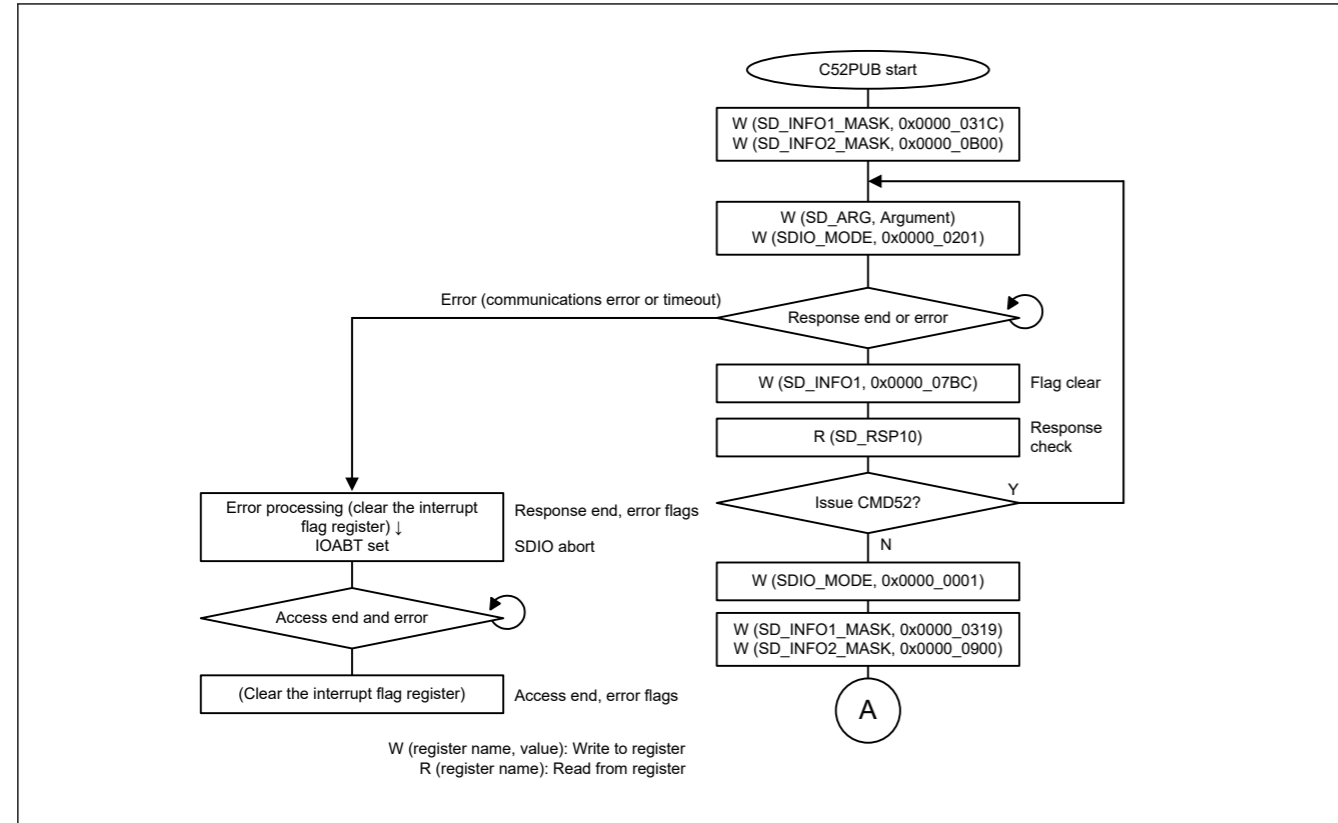 C52PUB start
W (SD_INFO1_MASK, 0x0000_031C)
W (SD_INFO2_MASK, 0x0000_0B00)
W (SD_ARG, Argument)
W (SDIO_MODE, 0x0000_0201)
Error (communications error or timeout)
Response end or error
W (SD_INFO1, 0x0000_07BC)
Flag clear
R (SD_RSP10)
Response
check
Issue CMD52?
Y
N
Error processing (clear the interrupt
flag register) ↓
IOABT set
Response end, error flags
SDIO abort
W (SDIO_MODE, 0x0000_0001)
Access end and error
W (SD_INFO1_MASK, 0x0000_0319)
W (SD_INFO2_MASK, 0x0000_0900)
(Clear the interrupt flag register)
Access end, error flags
A
W (register name, value): Write to register
R (register name): Read from register